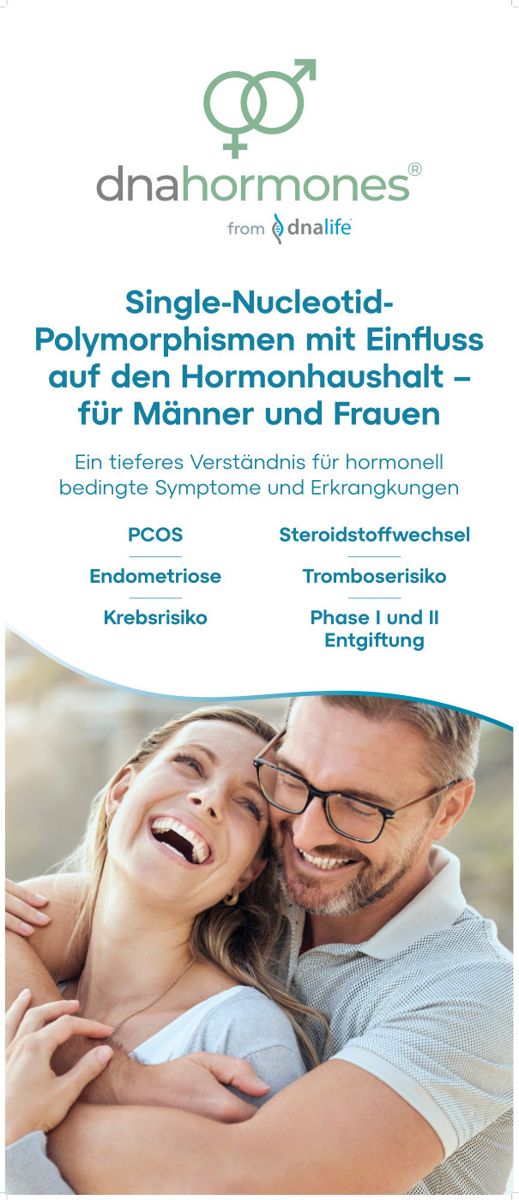 dnahormones®
from dnalife
Single-Nucleotid-
Polymorphismen mit Einfluss
auf den Hormonhaushalt –
für Männer und Frauen
Ein tieferes Verständnis für hormonell
bedingte Symptome und Erkrangkungen
PCOS
Endometriose
Krebsrisiko
Steroidstoffwechsel
Tromboserisiko
Phase I und II
Entgiftung